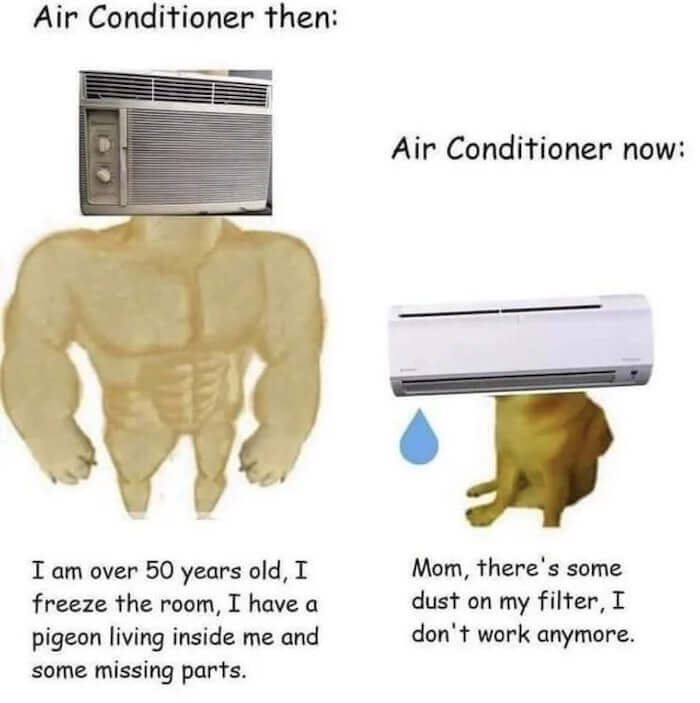 Air Conditioner then:
Air Conditioner now:
I am over 50 years old, I
freeze the room, I have a
pigeon living inside me and
some missing parts.
Mom, there's some
dust on my filter, I
don't work anymore.